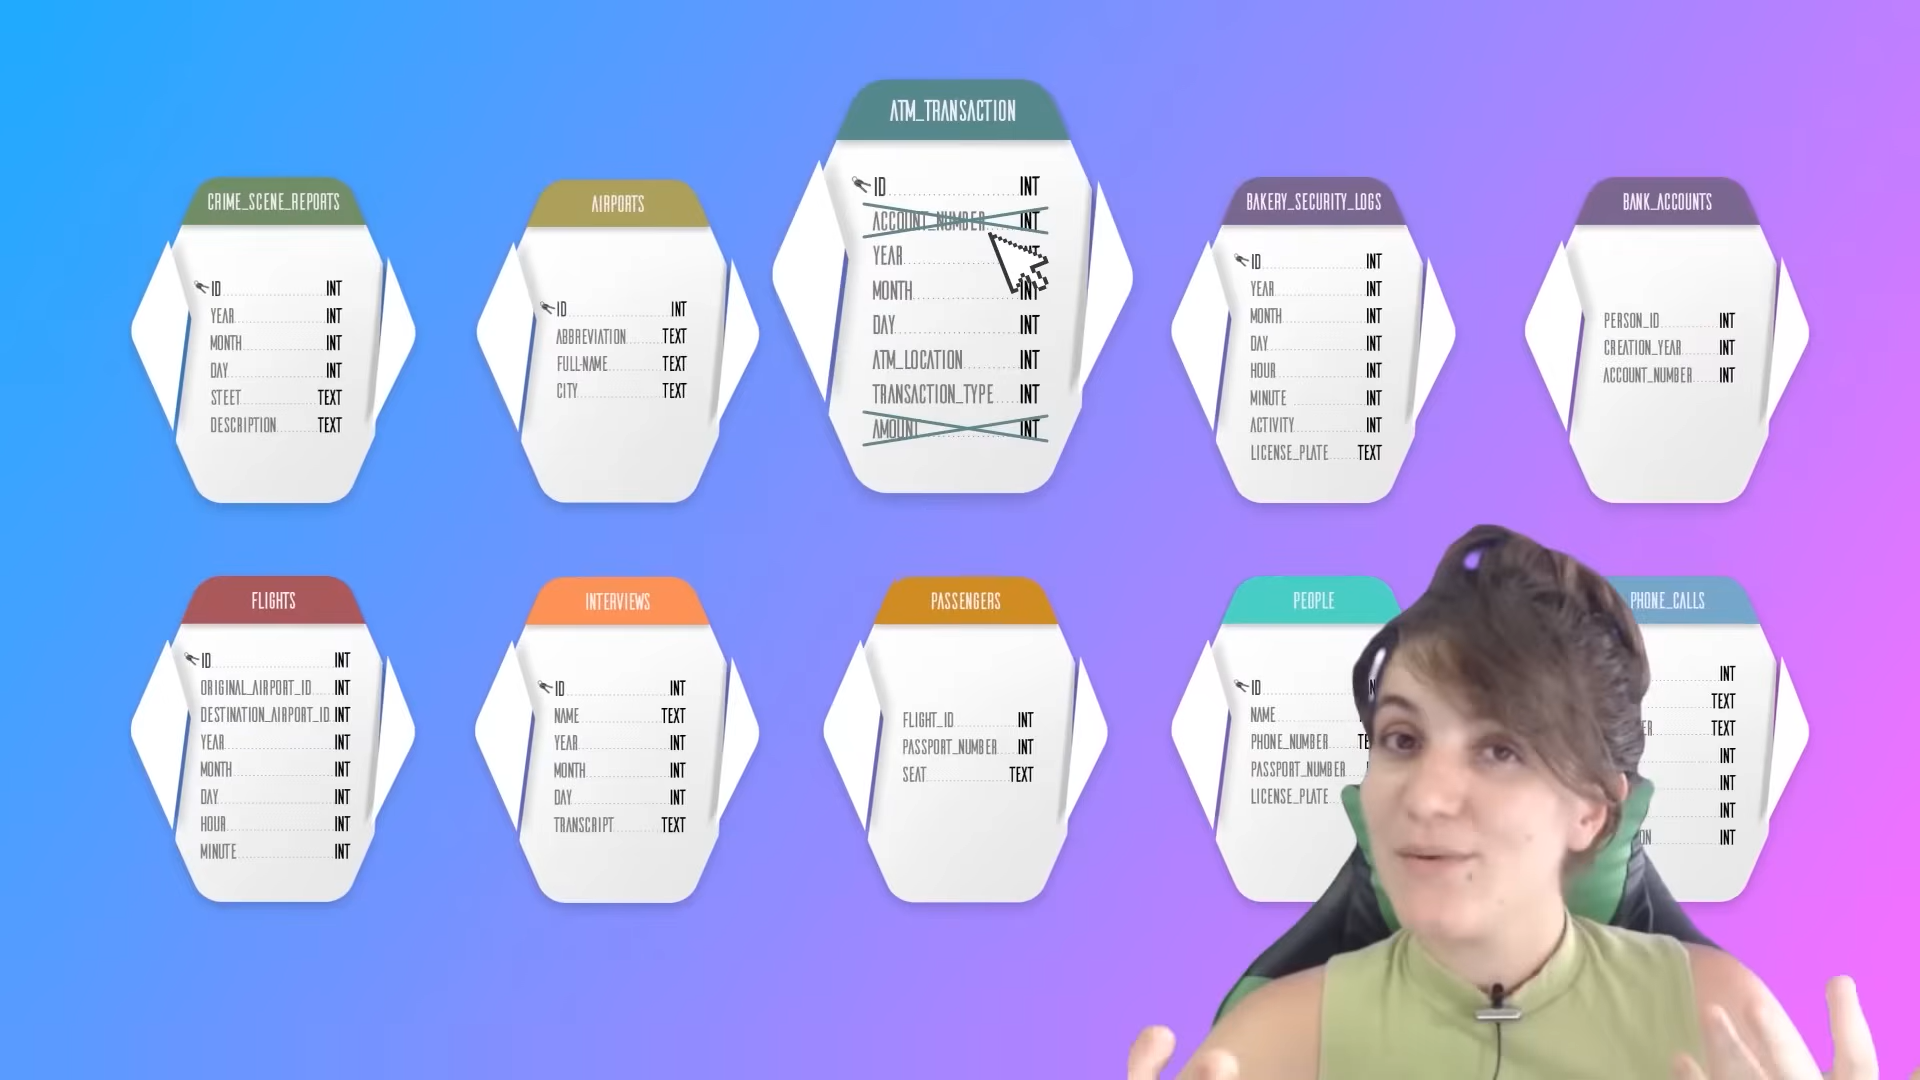 ATM_TRANSACTION
ID INT
ACCOUNT_NUMBER INT
YEAR INT
MONTH INT
DAY INT
ATM_LOCATION INT
TRANSACTION_TYPE INT
AMOUNT INT
CRIME_SCENE_REPORTS
ID INT
YEAR INT
MONTH INT
DAY INT
STEET TEXT
DESCRIPTION TEXT
AIRPORTS
ID INT
ABBREVIATION TEXT
FULL-NAME TEXT
CITY TEXT
BAKERY_SECURITY_LOGS
ID INT
YEAR INT
MONTH INT
DAY INT
HOUR INT
MINUTE INT
ACTIVITY INT
LICENSE_PLATE TEXT
BANK_ACCOUNTS
PERSON_ID INT
CREATION_YEAR INT
ACCOUNT_NUMBER INT
FLIGHTS
ID INT
ORIGINAL_AIRPORT_ID INT
DESTINATION_AIRPORT_ID INT
YEAR INT
MONTH INT
DAY INT
HOUR INT
MINUTE INT
INTERVIEWS
ID INT
NAME TEXT
YEAR INT
MONTH INT
DAY INT
TRANSCRIPT TEXT
PASSENGERS
FLIGHT_ID INT
PASSPORT_NUMBER INT
SEAT TEXT
PEOPLE
ID
NAME
PHONE_NUMBER
PASSPORT_NUMBER
LICENSE_PLATE
PHONE_CALLS
INT
TEXT
TEXT
INT
INT
INT
INT